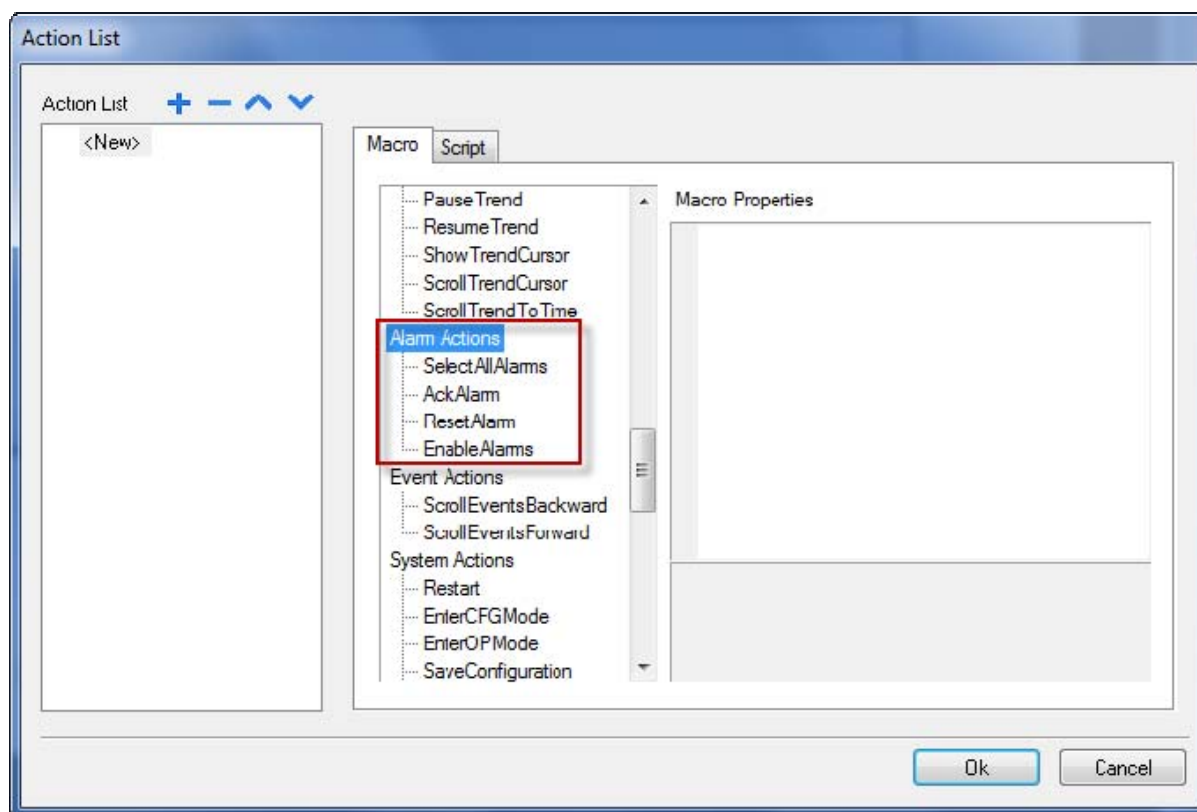 Action List
Action List
<New>
Macro
Script
PauseTrend
ResumeTrend
ShowTrendCursor
ScrollTrendCursor
ScrollTrendToTime
Alarm Actions
SelectAllAlarms
AckAlarm
ResetAlarm
EnableAlarms
Event Actions
ScrollEventsBackward
ScrollEventsForward
System Actions
Restart
EnterCFGMode
EnterOPMode
SaveConfiguration
Macro Properties
Ok
Cancel